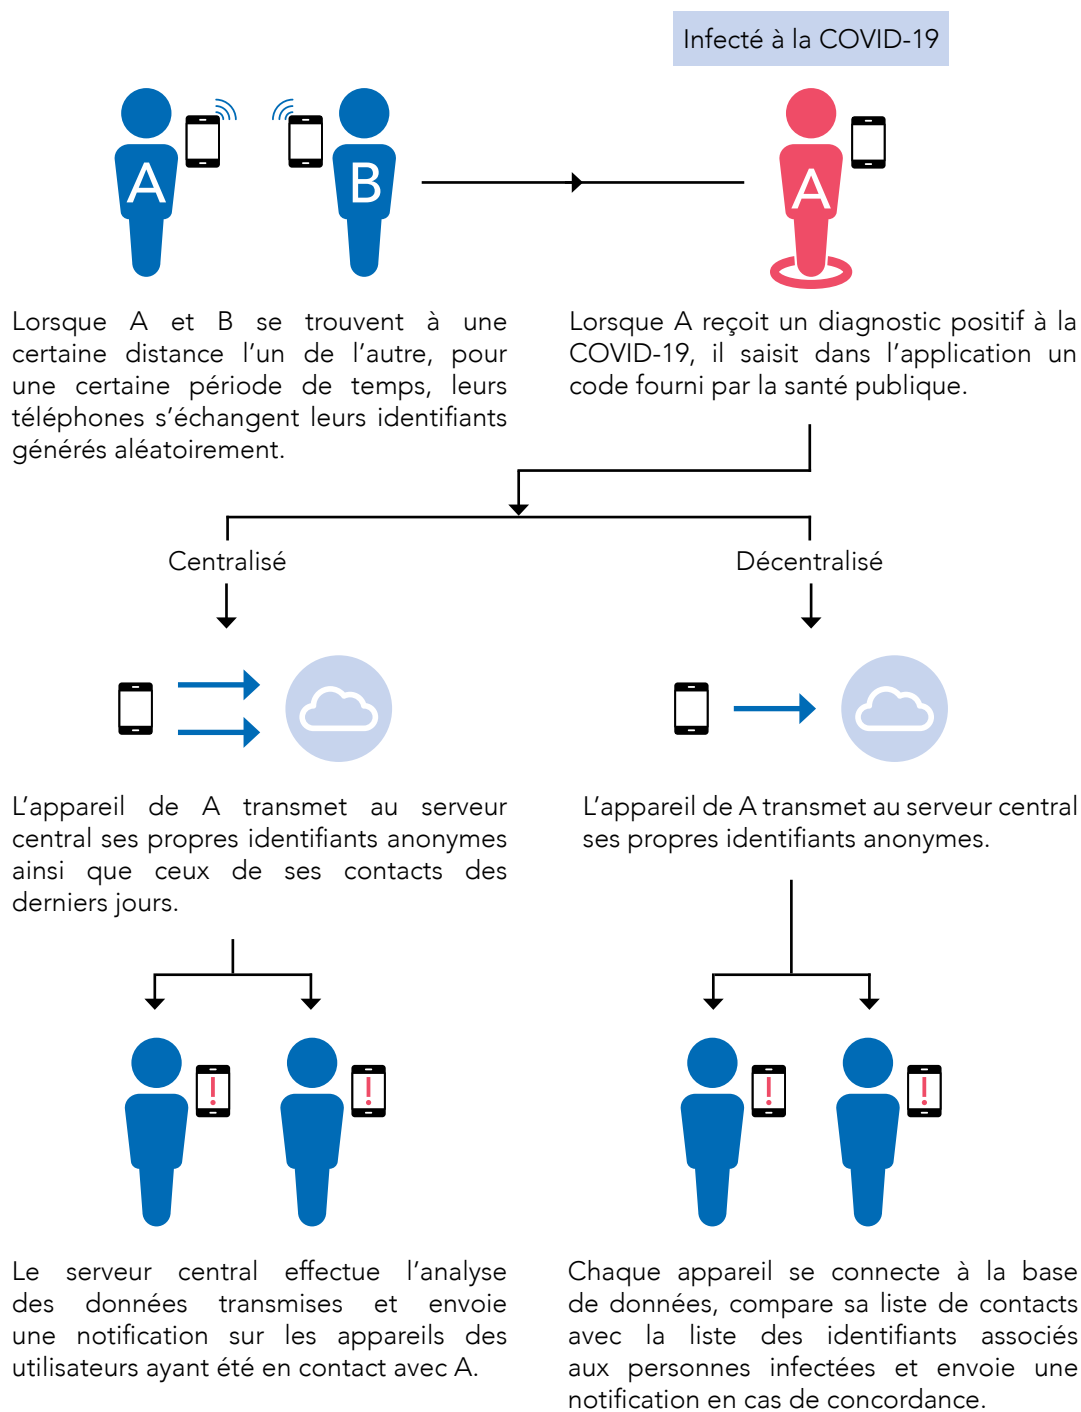 Infecté à la COVID-19
A
B
A
Lorsque A et B se trouvent à une
certaine distance l’un de l’autre, pour
une certaine période de temps, leurs
téléphones s’échangent leurs identifiants
générés aléatoirement.
Lorsque A reçoit un diagnostic positif à la
COVID-19, il saisit dans l’application un
code fourni par la santé publique.
Centralisé
Décentralisé
L’appareil de A transmet au serveur
central ses propres identifiants anonymes
ainsi que ceux de ses contacts des
derniers jours.
L’appareil de A transmet au serveur central
ses propres identifiants anonymes.
!
!
!
!
Le serveur central effectue l’analyse
des données transmises et envoie
une notification sur les appareils des
utilisateurs ayant été en contact avec A.
Chaque appareil se connecte à la base
de données, compare sa liste de contacts
avec la liste des identifiants associés
aux personnes infectées et envoie une
notification en cas de concordance.